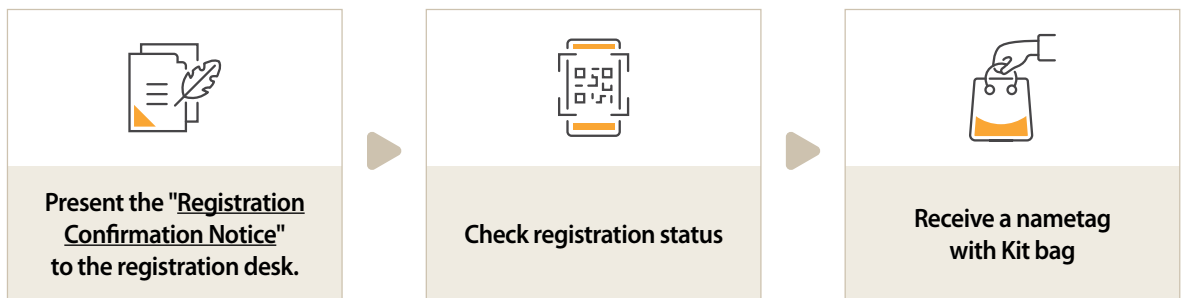 Present the "Registration
Confirmation Notice"
to the registration desk.
Check registration status
Receive a nametag
with Kit bag